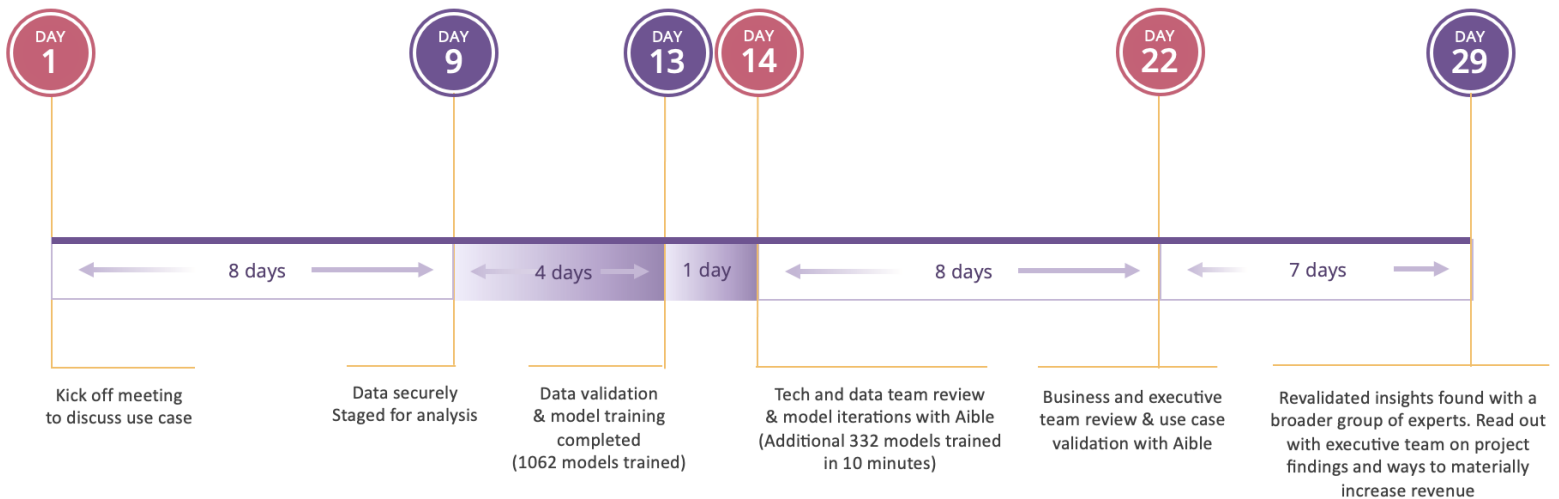 DAY
1
DAY
9
DAY
13
DAY
14
DAY
22
DAY
29
8 days
4 days
1 day
8 days
7 days
Kick off meeting
to discuss use case
Data securely
Staged for analysis
Data validation
& model training
completed
(1062 models trained)
Tech and data team review
& model iterations with Aible
(Additional 332 models trained
in 10 minutes)
Business and executive
team review & use case
validation with Aible
Revalidated insights found with a
broader group of experts. Read out
with executive team on project
findings and ways to materially
increase revenue